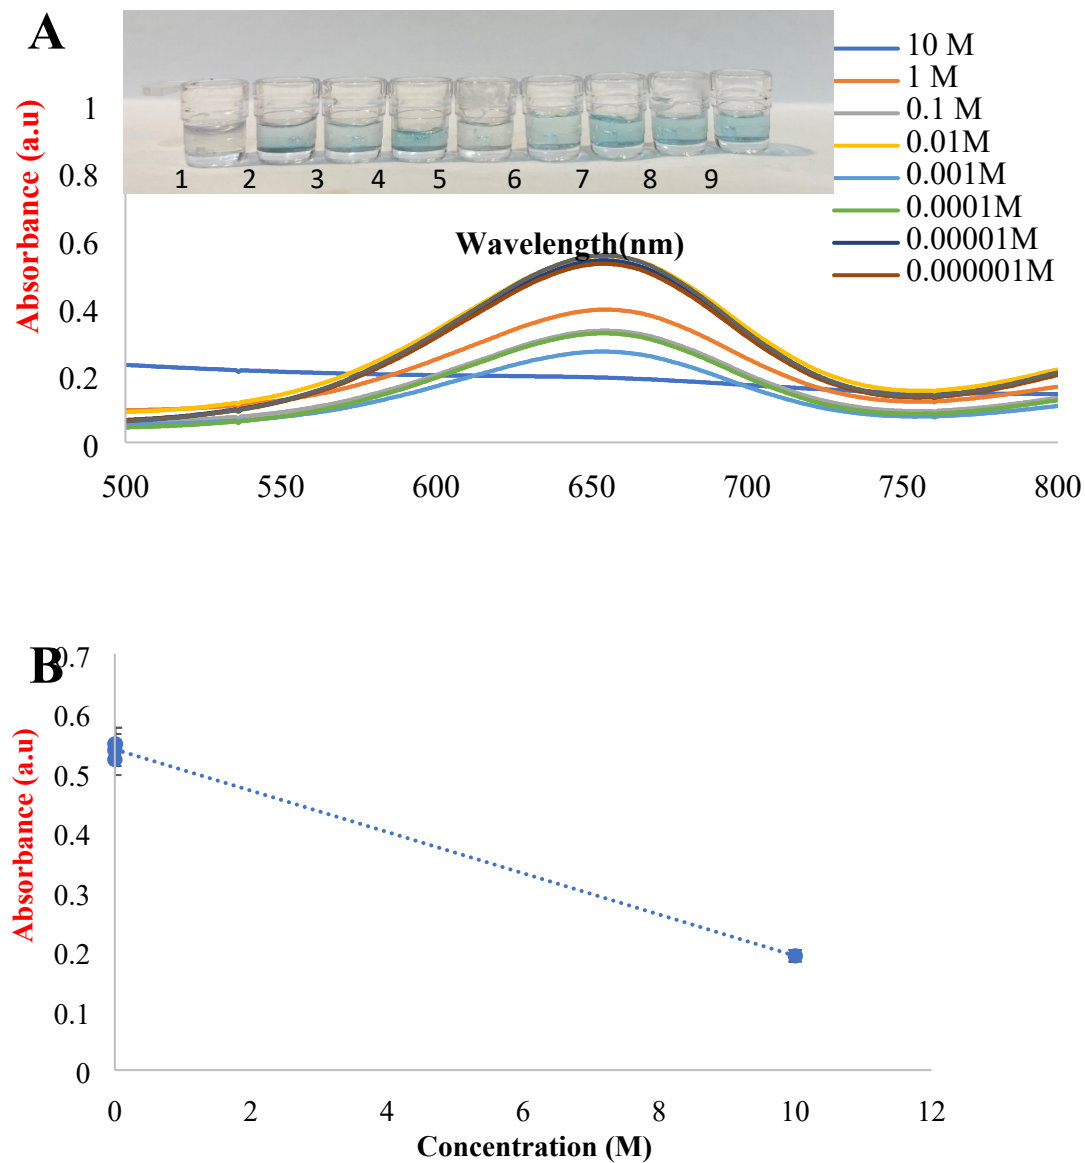 A
Absorbance (a.u)
1
0.8
0.6
0.4
0.2
0
1 2 3 4 5 6 7 8 9
10 M
1 M
0.1 M
0.01M
0.001M
0.0001M
0.00001M
0.000001M
Wavelength(nm)
500 550 600 650 700 750 800
B
Absorbance (a.u)
0.7
0.6
0.5
0.4
0.3
0.2
0.1
0
0 2 4 6 8 10 12
Concentration (M)